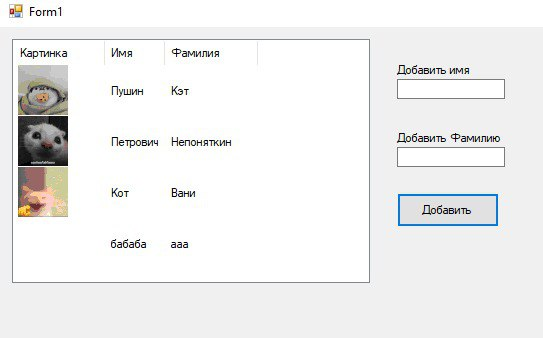 Form1
Картинка Имя Фамилия
Пушин Кэт
Петрович Непоняткин
Кот Вани
бабаба ааа
Добавить имя
Добавить Фамилию
Добавить